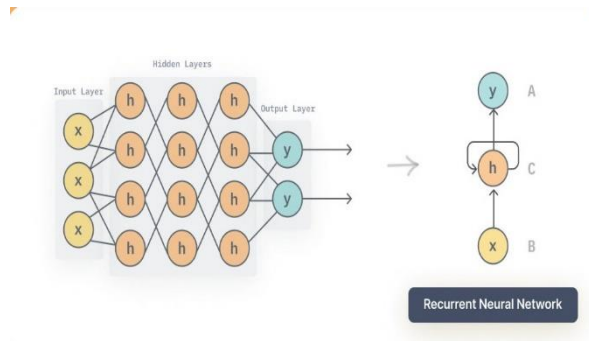 Hidden Layers
Input Layer
Output Layer
h h h
x
h h h
y
x
h h h
y
x
h h h
y A
h C
x B
Recurrent Neural Network